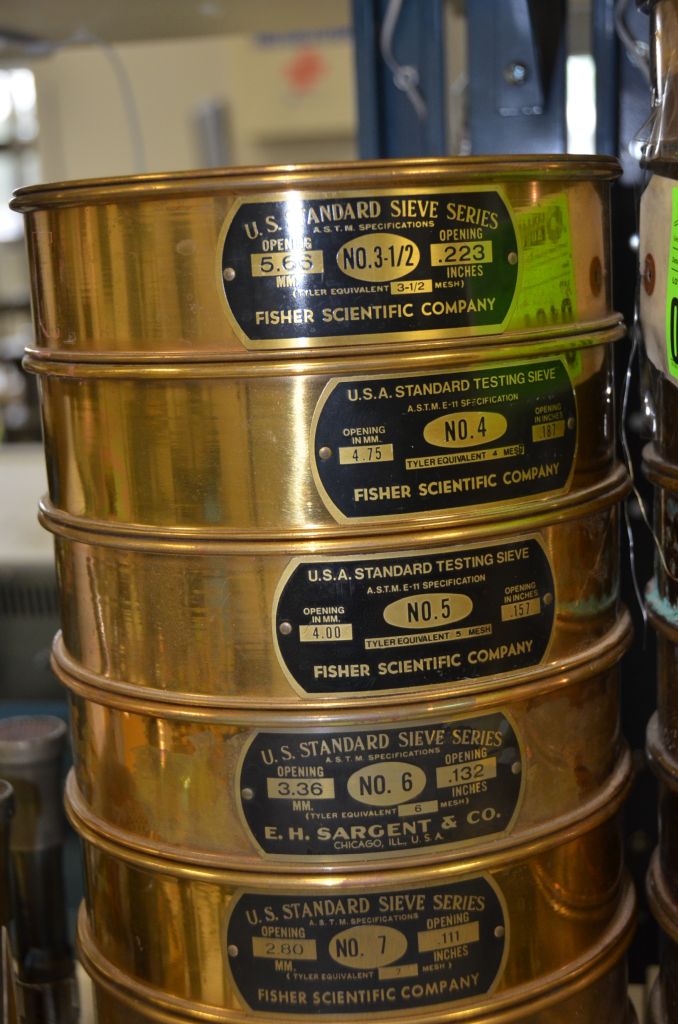 U.S. STANDARD SIEVE SERIES
A.S.T.M. SPECIFICATIONS
OPENING OPENING
5.66 NO.3-1/2 .223
MM. INCHES
(TYLER EQUIVALENT 3-1/2 MESH)
FISHER SCIENTIFIC COMPANY
U.S.A. STANDARD TESTING SIEVE
A.S.T.M. E-11 SPECIFICATION
OPENING IN MM. OPENING IN INCHES
4.75 NO.4 .187
TYLER EQUIVALENT 4 MESH
FISHER SCIENTIFIC COMPANY
U.S.A. STANDARD TESTING SIEVE
A.S.T.M. E-11 SPECIFICATION
OPENING IN MM. OPENING IN INCHES
4.00 NO.5 .157
TYLER EQUIVALENT 5 MESH
FISHER SCIENTIFIC COMPANY
U.S. STANDARD SIEVE SERIES
A.S.T.M. SPECIFICATIONS
OPENING OPENING
3.36 NO. 6 .132
MM. INCHES
(TYLER EQUIVALENT 6 MESH)
E. H. SARGENT & CO.
CHICAGO, ILL., U.S.A.
U.S. STANDARD SIEVE SERIES
A.S.T.M. SPECIFICATIONS
OPENING OPENING
2.80 NO. 7 .111
MM. INCHES
(TYLER EQUIVALENT 7 MESH)
FISHER SCIENTIFIC COMPANY